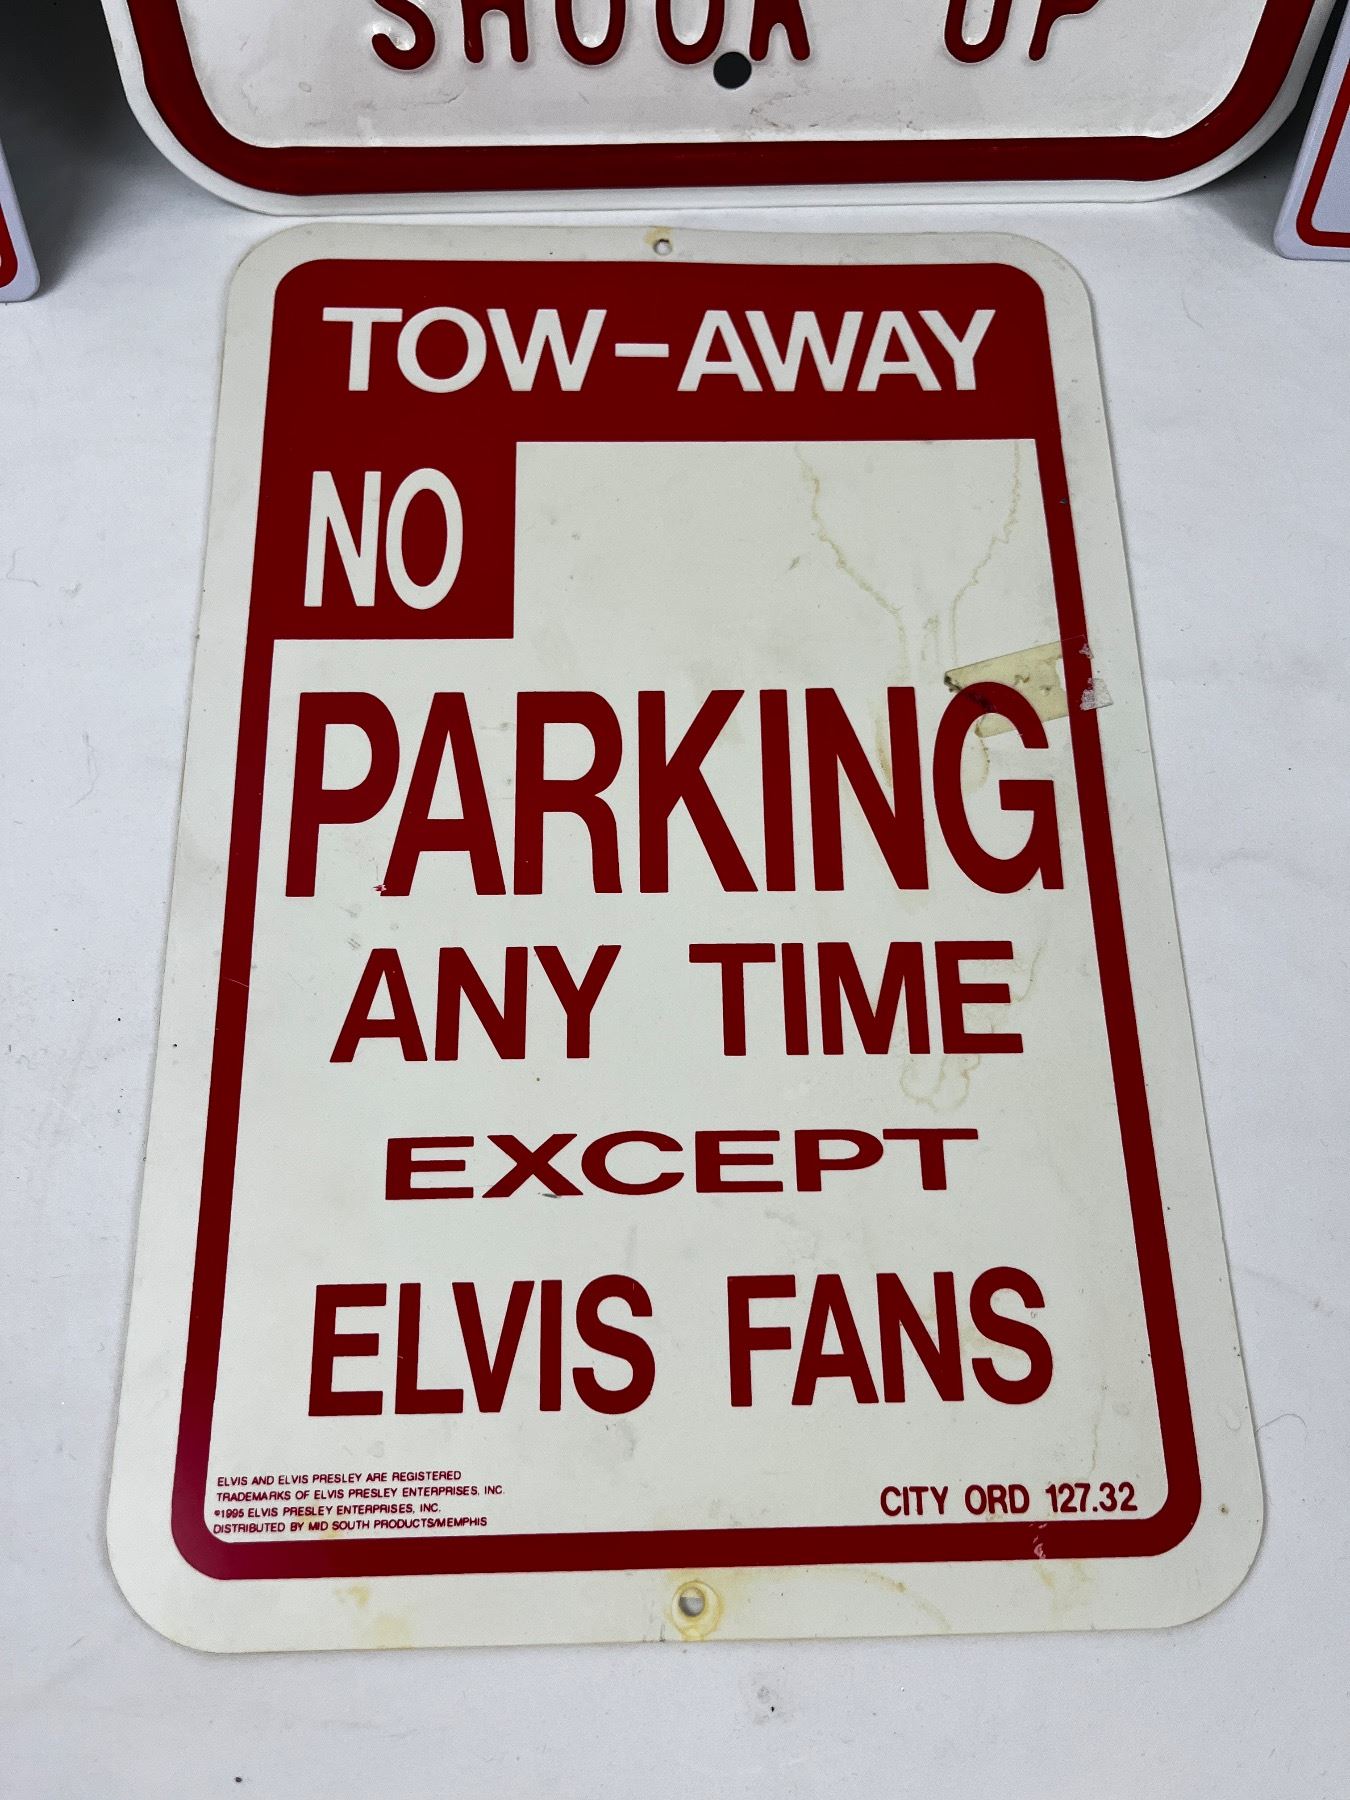 SHOOK UP
TOW-AWAY
NO
PARKING
ANY TIME
EXCEPT
ELVIS FANS
ELVIS AND ELVIS PRESLEY ARE REGISTERED
TRADEMARKS OF ELVIS PRESLEY ENTERPRISES, INC.
©1995 ELVIS PRESLEY ENTERPRISES, INC.
DISTRIBUTED BY MID SOUTH PRODUCTS/MEMPHIS
CITY ORD 127.32